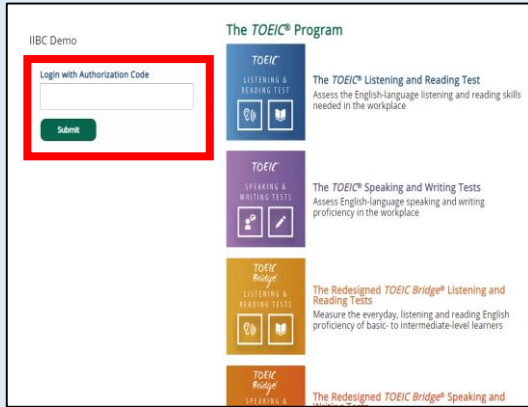 IIBC Demo
Login with Authorization Code
Submit
The TOEIC® Program
TOEIC
LISTENING &
READING TEST
The TOEIC® Listening and Reading Test
Assess the English-language listening and reading skills
needed in the workplace
TOEIC
SPEAKING &
WRITING TESTS
The TOEIC® Speaking and Writing Tests
Assess English-language speaking and writing
proficiency in the workplace
TOEIC
Bridge
LISTENING &
READING TESTS
The Redesigned TOEIC Bridge® Listening and
Reading Tests
Measure the everyday, listening and reading English
proficiency of basic- to intermediate-level learners
TOEIC
Bridge
SPEAKING &
The Redesigned TOEIC Bridge® Speaking and
Writing Tests